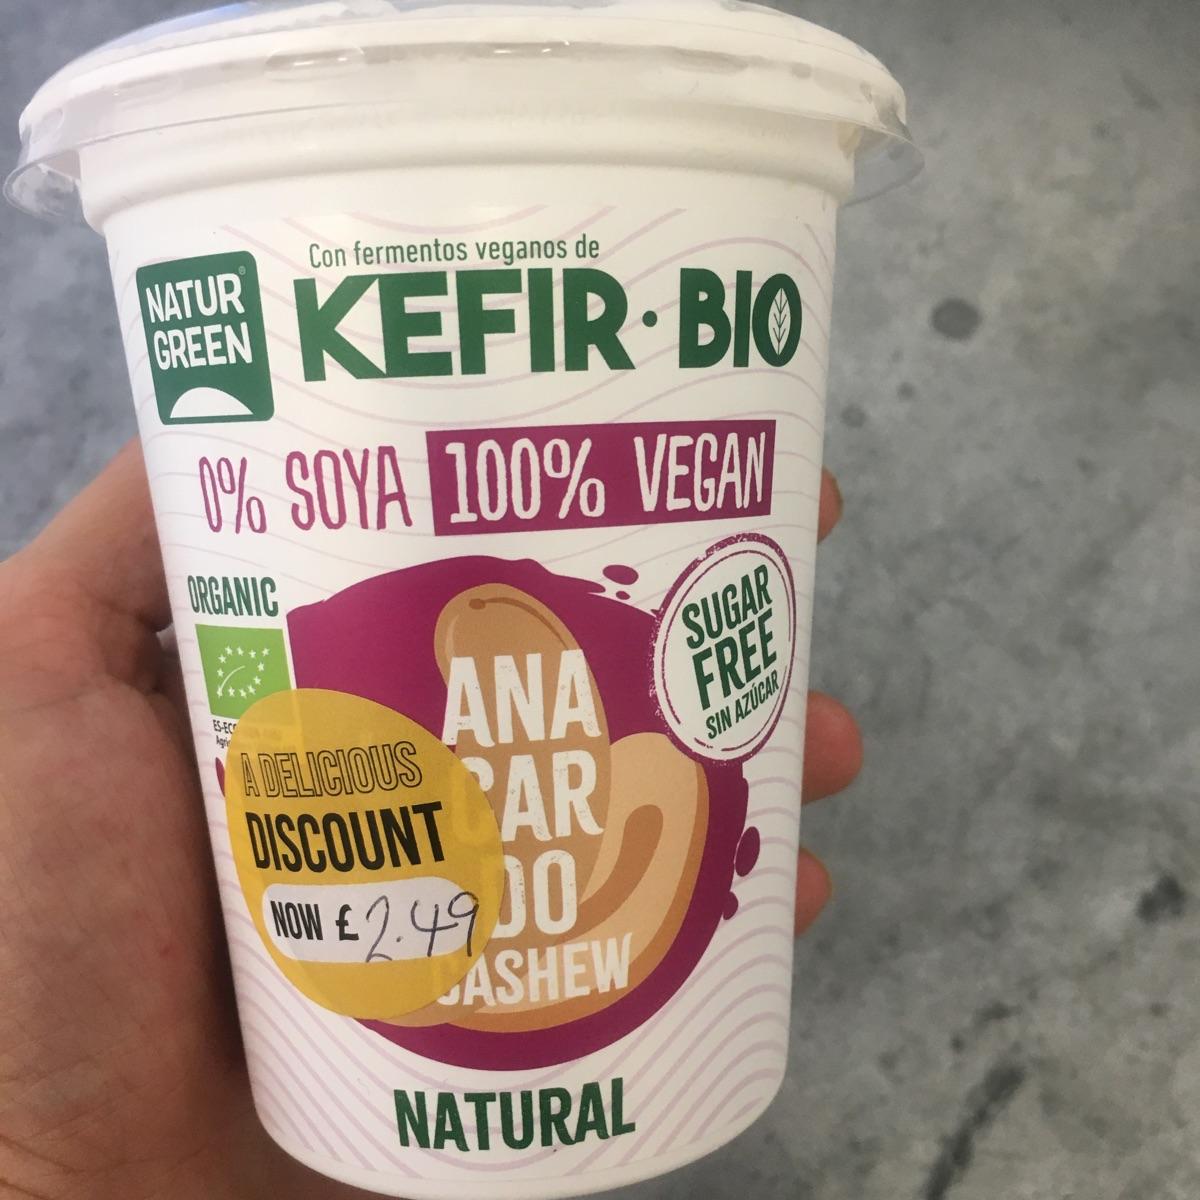 Con fermentos veganos de
NATUR
GREEN
KEFIR · BIO
0% SOYA 100% VEGAN
ORGANIC
SUGAR
FREE
SIN AZÚCAR
ANA
CAR
DO
CASHEW
A DELICIOUS
DISCOUNT
NOW £ 2.49
NATURAL